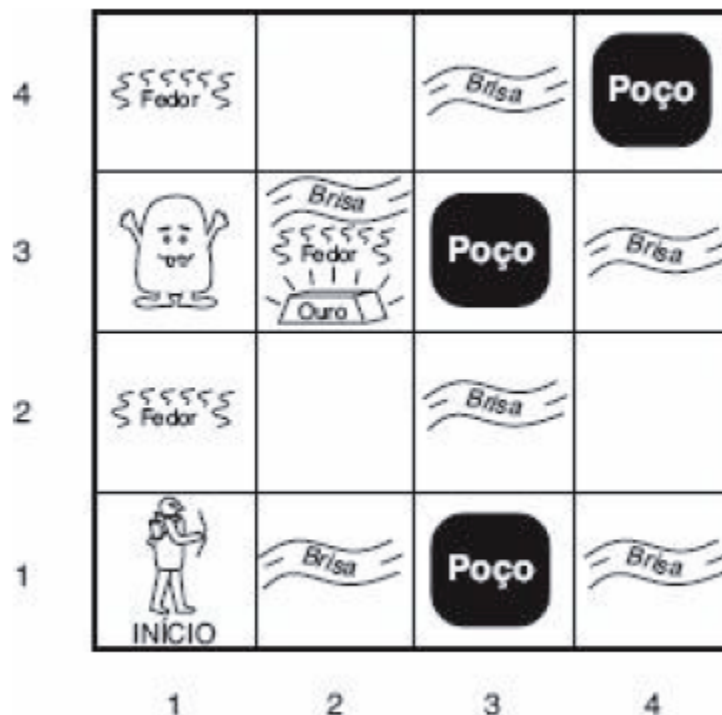 4 Fedor Brisa Poço
Brisa
3 Fedor Poço Brisa
Ouro
2 Fedor Brisa
1 Brisa Poço Brisa
INÍCIO
1 2 3 4